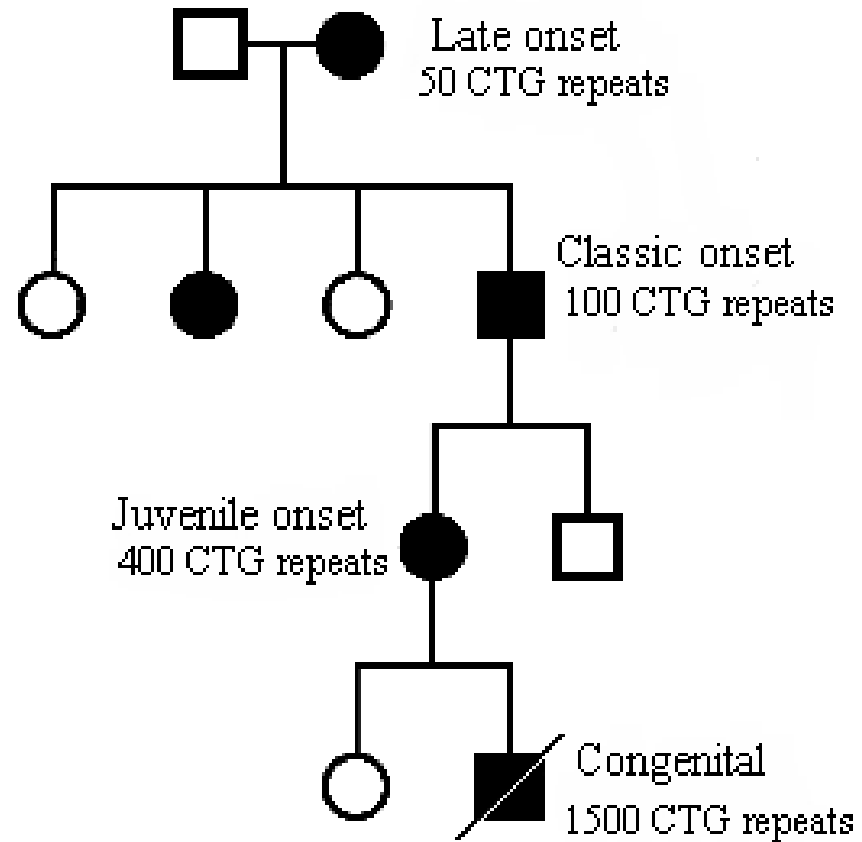 Late onset
50 CTG repeats
Classic onset
100 CTG repeats
Juvenile onset
400 CTG repeats
Congenital
1500 CTG repeats